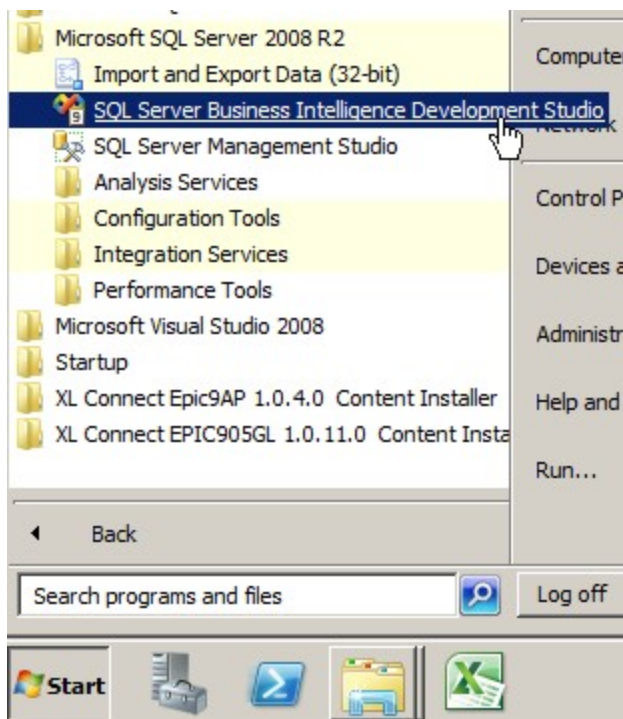 Microsoft SQL Server 2008 R2
Import and Export Data (32-bit)
SQL Server Business Intelligence Development Studio
SQL Server Management Studio
Analysis Services
Configuration Tools
Integration Services
Performance Tools
Microsoft Visual Studio 2008
Startup
XL Connect Epic9AP 1.0.4.0 Content Installer
XL Connect EPIC905GL 1.0.11.0 Content Insta
Back
Search programs and files
Compute
Network
Control P
Devices a
Administr
Help and
Run...
Log off
Start